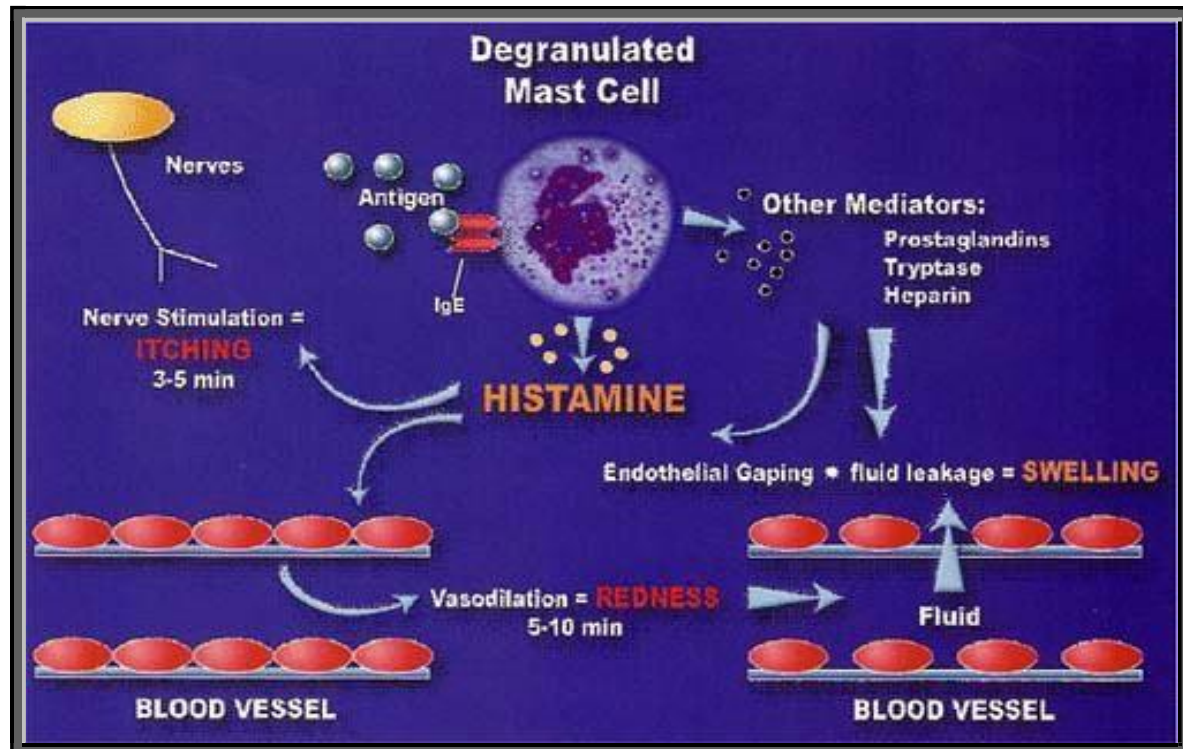 Degranulated
Mast Cell
Nerves
Antigen
IgE
Other Mediators:
Prostaglandins
Tryptase
Heparin
Nerve Stimulation =
ITCHING
3-5 min
HISTAMINE
Endothelial Gaping * fluid leakage = SWELLING
Vasodilation = REDNESS
5-10 min
Fluid
BLOOD VESSEL
BLOOD VESSEL